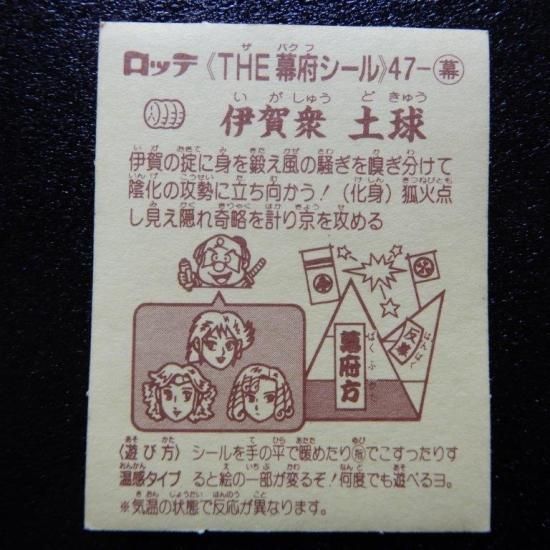 ロッテ《THE 幕府シール》47-幕
伊賀衆 土球
伊賀の掟に身を鍛え風の騒ぎを嗅ぎ分けて
陰化の攻勢に立ち向かう!(化身)狐火点
し見え隠れ奇略を計り京を攻める
幕府方
〈遊び方〉シールを手の平で暖めたり指でこすったりす
温感タイプ ると絵の一部が変るぞ!何度でも遊べるヨ。
※気温の状態で反応が異なります。